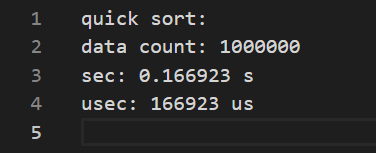 1 quick sort:
2 data count: 1000000
3 sec: 0.166923 s
4 usec: 166923 us
5